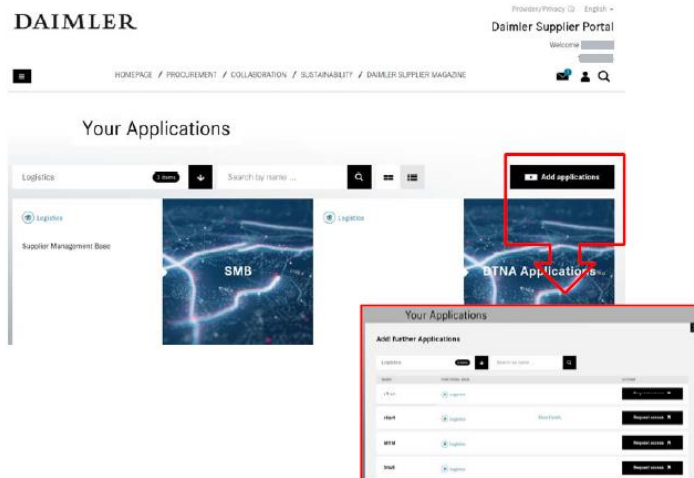 Provider/Privacy English
DAIMLER
Daimler Supplier Portal
Welcome
HOMEPAGE / PROCUREMENT / COLLABORATION / SUSTAINABILITY / DAIMLER SUPPLIER MAGAZINE
Your Applications
Logistics 3 items Search by name ... Add applications
Logistics Logistics
Supplier Management Base
SMB DTNA Applications
Your Applications
Add further Applications
Logistics Search by name ...
Logistics
Logistics Request access
Logistics Request access
Logistics Request access